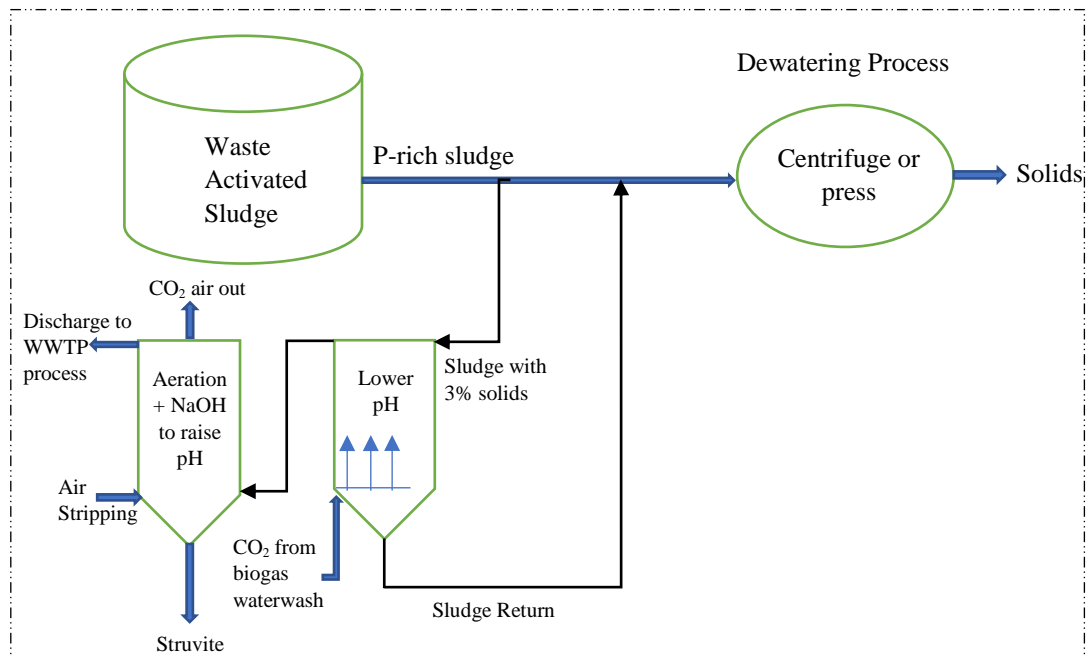 Dewatering Process
Waste
Activated
Sludge
P-rich sludge
Centrifuge or
press
Solids
CO₂ air out
Discharge to
WWTP
process
Aeration
+ NaOH
to raise
pH
Lower
pH
Sludge with
3% solids
Air
Stripping
CO₂ from
biogas
waterwash
Sludge Return
Struvite